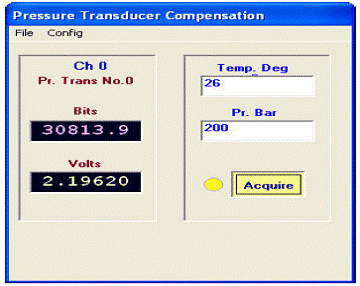 Pressure Transducer Compensation
File Config
Ch 0
Pr. Trans No.0
Bits
30813.9
Volts
2.19620
Temp. Deg
26
Pr. Bar
200
Acquire